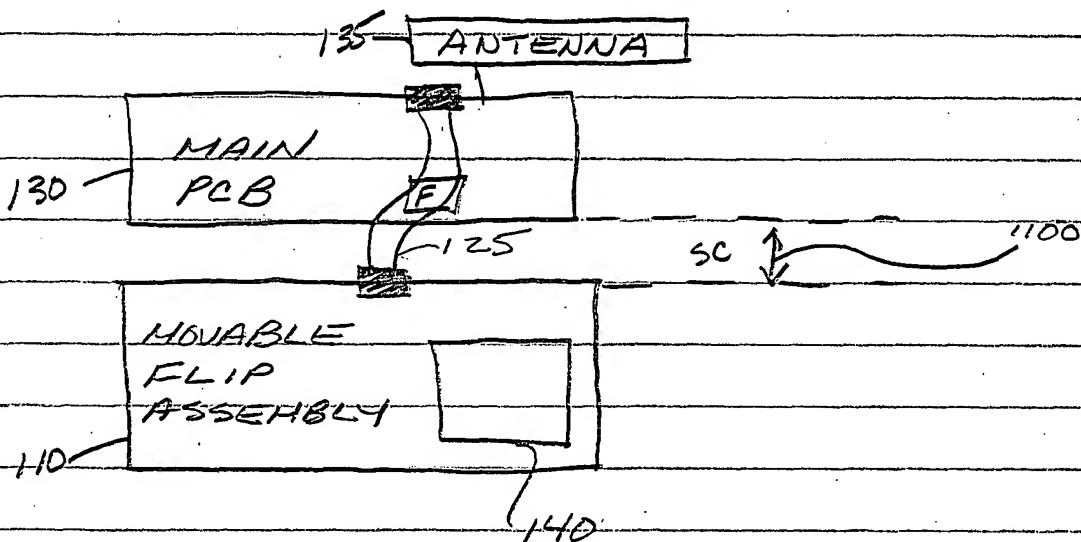 135 ANTENNA
MAIN
130 PCB
F
125
SC 1100
MOVABLE
FLIP
ASSEMBLY
110
140